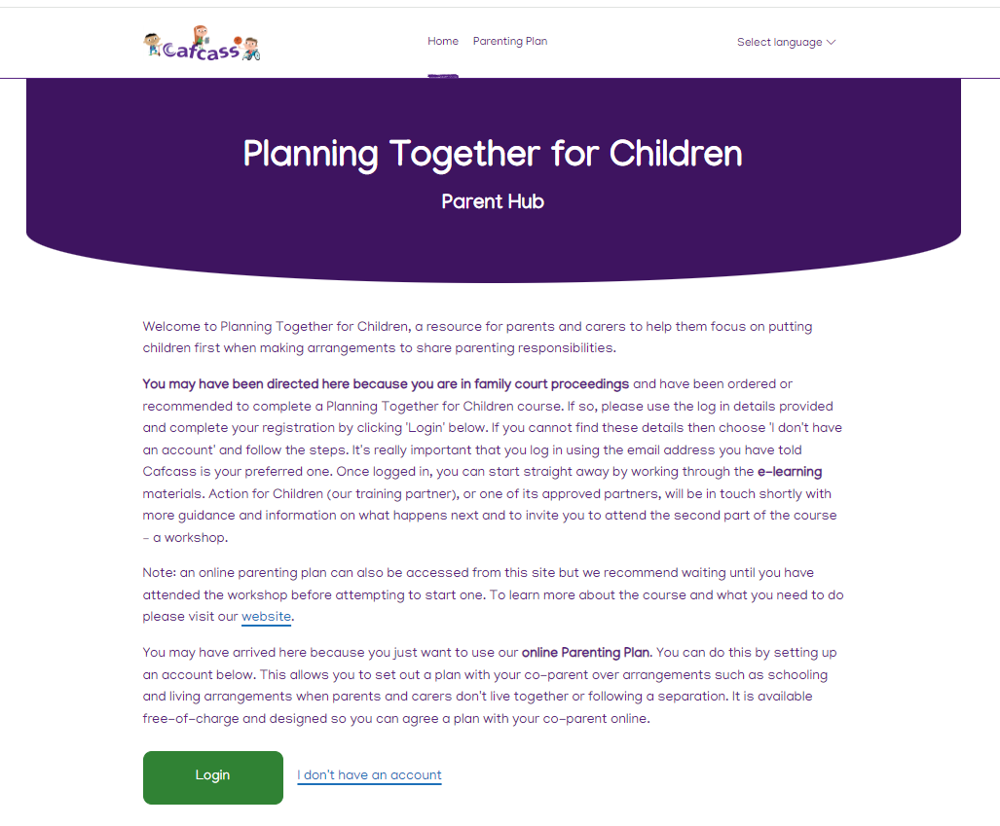 Cafcass
Home
Parenting Plan
Select language
Planning Together for Children
Parent Hub
Welcome to Planning Together for Children, a resource for parents and carers to help them focus on putting
children first when making arrangements to share parenting responsibilities.
You may have been directed here because you are in family court proceedings and have been ordered or
recommended to complete a Planning Together for Children course. If so, please use the log in details provided
and complete your registration by clicking 'Login' below. If you cannot find these details then choose 'I don't have
an account' and follow the steps. It's really important that you log in using the email address you have told
Cafcass is your preferred one. Once logged in, you can start straight away by working through the e-learning
materials. Action for Children (our training partner), or one of its approved partners, will be in touch shortly with
more guidance and information on what happens next and to invite you to attend the second part of the course
– a workshop.
Note: an online parenting plan can also be accessed from this site but we recommend waiting until you have
attended the workshop before attempting to start one. To learn more about the course and what you need to do
please visit our website.
You may have arrived here because you just want to use our online Parenting Plan. You can do this by setting up
an account below. This allows you to set out a plan with your co-parent over arrangements such as schooling
and living arrangements when parents and carers don't live together or following a separation. It is available
free-of-charge and designed so you can agree a plan with your co-parent online.
Login
I don't have an account